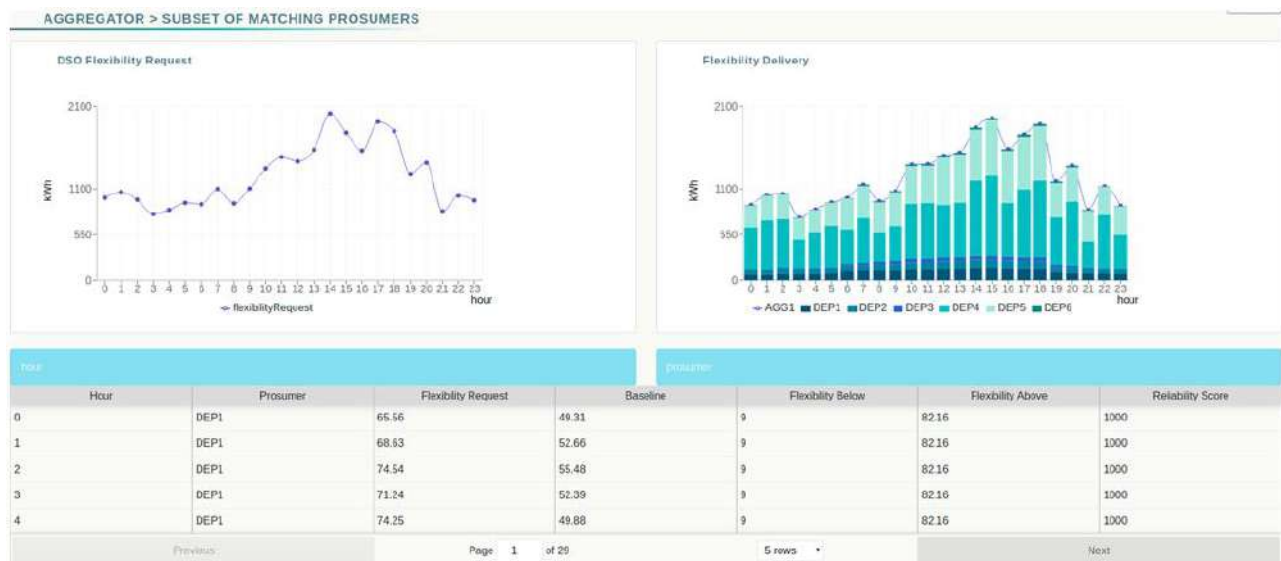 AGGREGATOR > SUBSET OF MATCHING PROSUMERS
DSO Flexibility Request
2100
1100
550
0
kWh
0 1 2 3 4 5 6 7 8 9 10 11 12 13 14 15 16 17 18 19 20 21 22 23
hour
flexibilityRequest
Flexibility Delivery
2100
1100
550
0
kWh
0 1 2 3 4 5 6 7 8 9 10 11 12 13 14 15 16 17 18 19 20 21 22 23
hour
AGG1 DEP1 DEP2 DEP3 DEP4 DEP5 DEP6
hour prosumer
Hour Prosumer Flexibility Request Baseline Flexibility Below Flexibility Above Reliability Score
0 DEP1 65.56 49.31 9 82.16 1000
1 DEP1 68.63 52.66 9 82.16 1000
2 DEP1 74.54 55.48 9 82.16 1000
3 DEP1 71.24 52.39 9 82.16 1000
4 DEP1 74.25 49.88 9 82.16 1000
Previous Page 1 of 29 5 rows Next